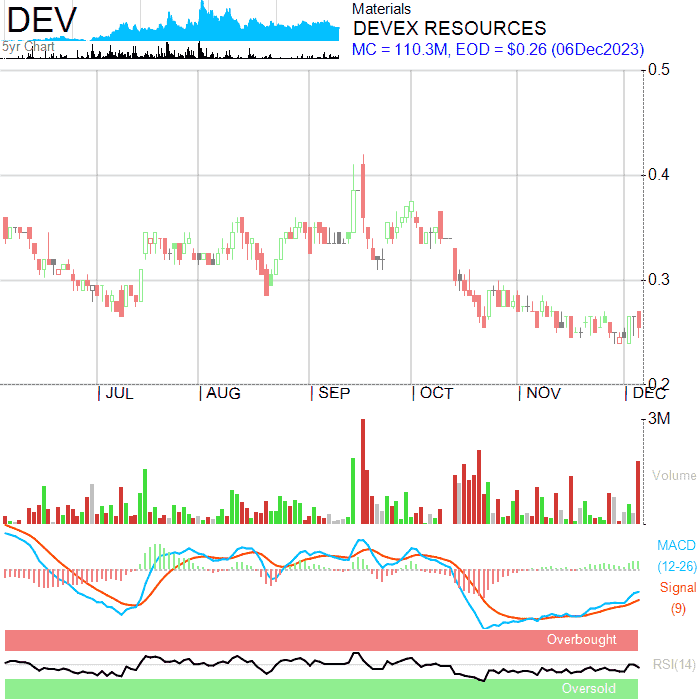 DEV
5yr Chart
Materials
DEVEX RESOURCES
MC = 110.3M, EOD = $0.26 (06Dec2023)
0.5
0.4
0.3
0.2
JUL
AUG
SEP
OCT
NOV
DEC
3M
Volume
MACD
(12-26)
Signal
(9)
Overbought
RSI(14)
Oversold